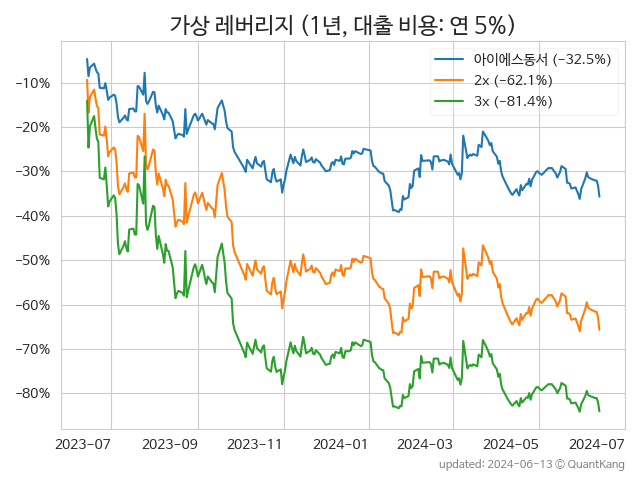 가상 레버리지 (1년, 대출 비용: 연 5%)
아이에스동서 (−32.5%)
2x (−62.1%)
3x (−81.4%)
−10%
−20%
−30%
−40%
−50%
−60%
−70%
−80%
2023-07 2023-09 2023-11 2024-01 2024-03 2024-05 2024-07
updated: 2024-06-13 © QuantKang